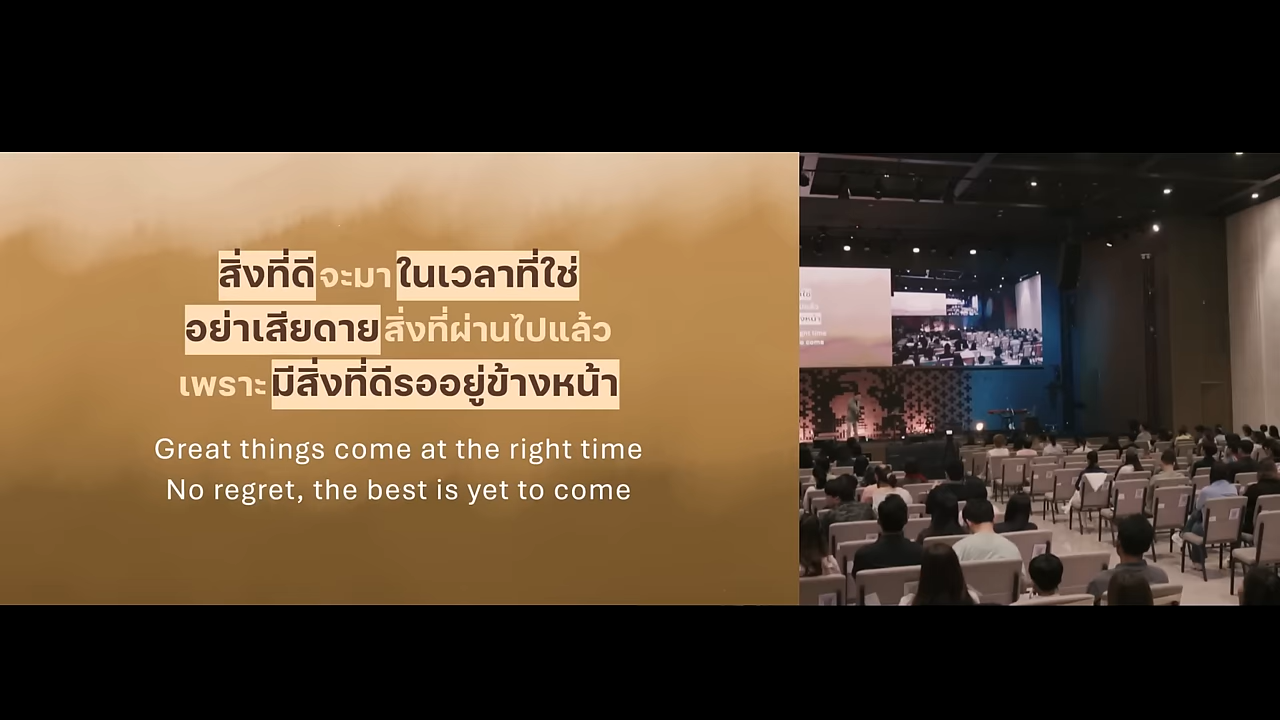 สิ่งที่ดีจะมา ในเวลาที่ใช่
อย่าเสียดายสิ่งที่ผ่านไปแล้ว
เพราะมีสิ่งที่ดีรออยู่ข้างหน้า
Great things come at the right time
No regret, the best is yet to come